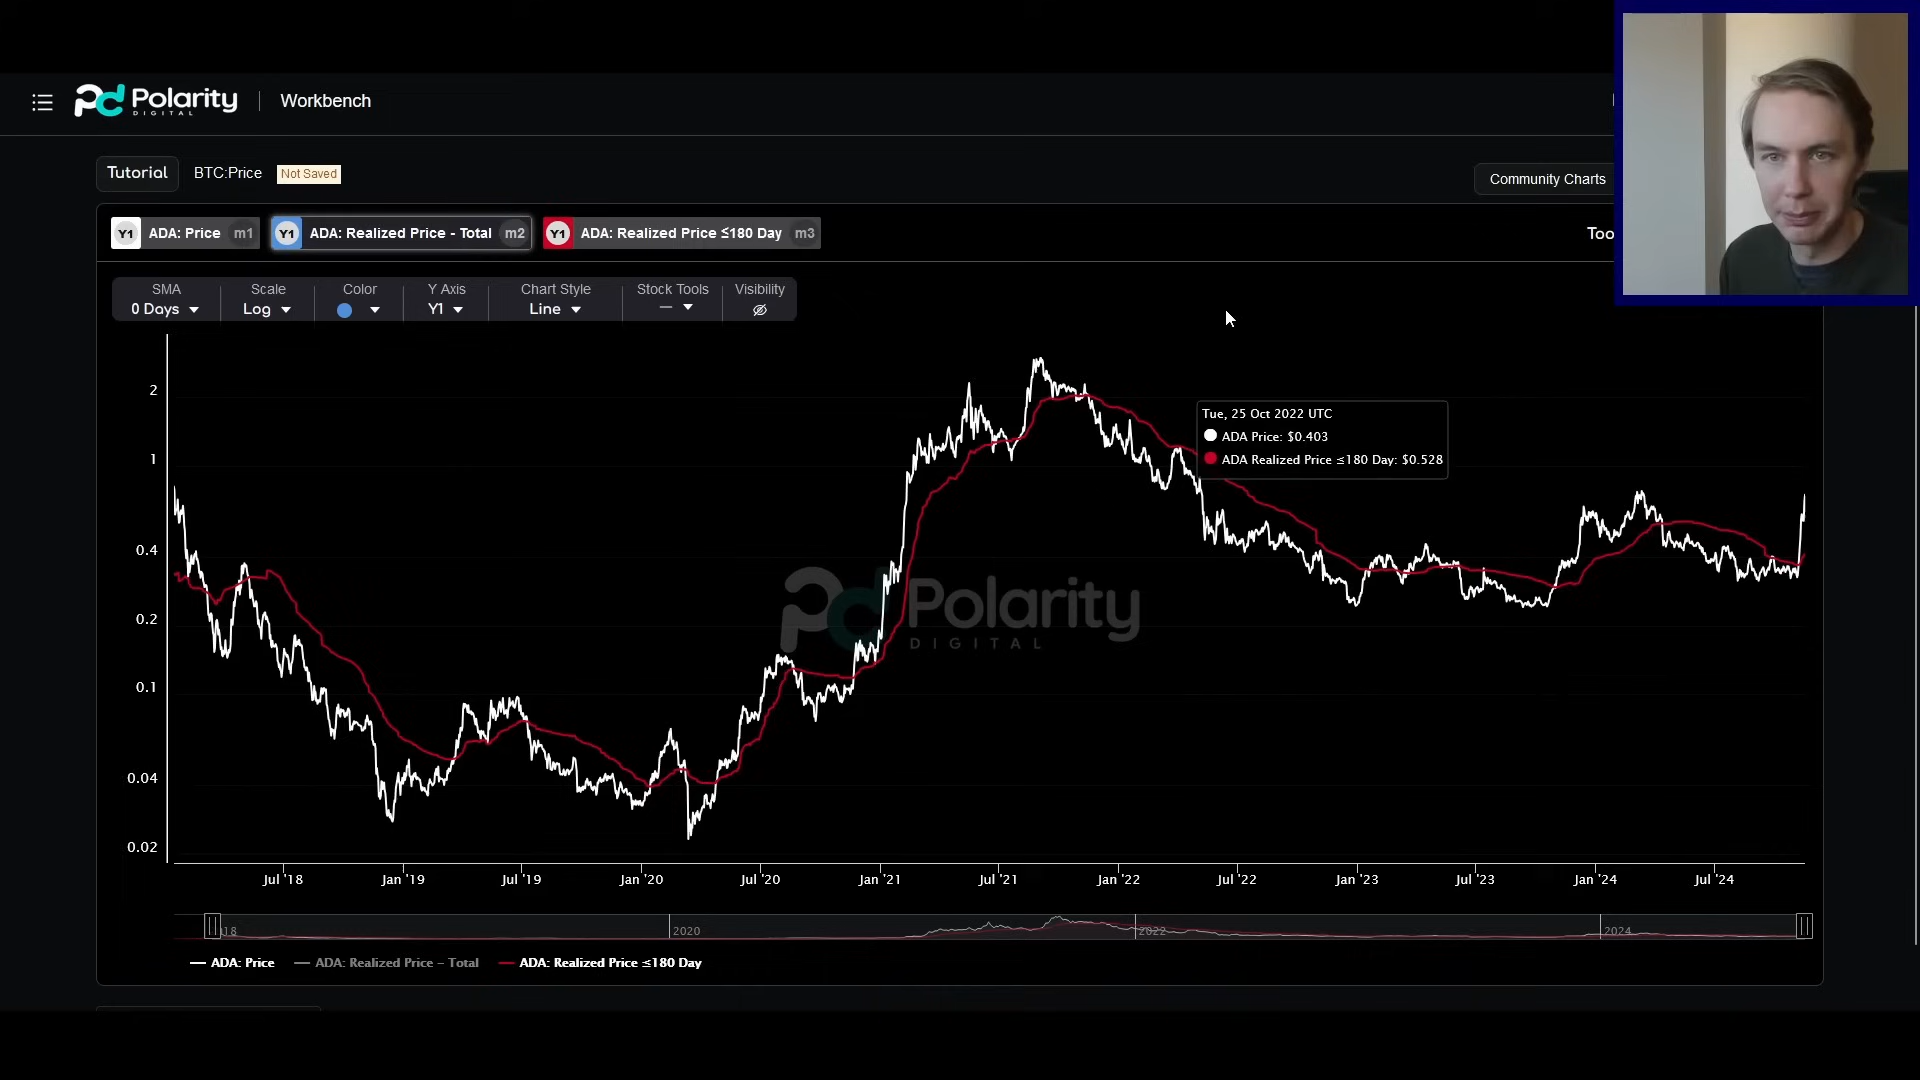 Polarity
DIGITAL
Workbench
Tutorial
BTC:Price
Not Saved
Community Charts
Y1 ADA: Price m1
Y1 ADA: Realized Price - Total m2
Y1 ADA: Realized Price ≤180 Day m3
Too
SMA
0 Days
Scale
Log
Color
Y Axis
Y1
Chart Style
Line
Stock Tools
Visibility
2
1
0.4
0.2
0.1
0.04
0.02
Tue, 25 Oct 2022 UTC
ADA Price: $0.403
ADA Realized Price ≤180 Day: $0.528
Polarity
DIGITAL
Jul '18
Jan '19
Jul '19
Jan '20
Jul '20
Jan '21
Jul '21
Jan '22
Jul '22
Jan '23
Jul '23
Jan '24
Jul '24
18
2020
2022
2024
ADA: Price
ADA: Realized Price – Total
ADA: Realized Price ≤180 Day